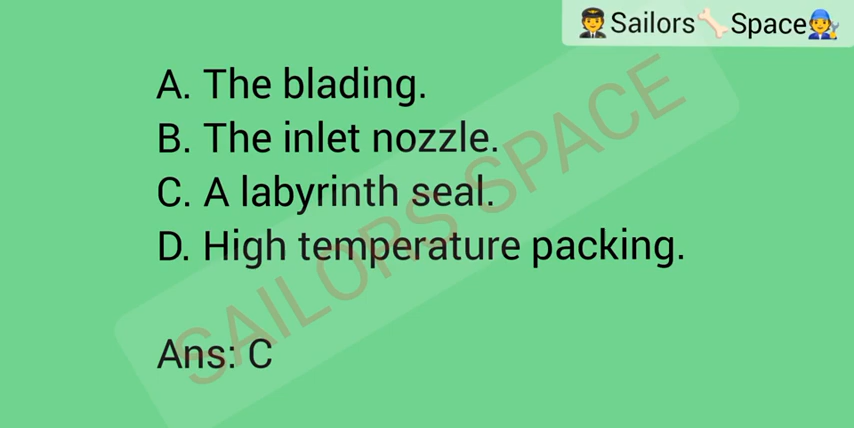 Sailors Space
A. The blading.
B. The inlet nozzle.
C. A labyrinth seal.
D. High temperature packing.
Ans: C
SAILORS SPACE